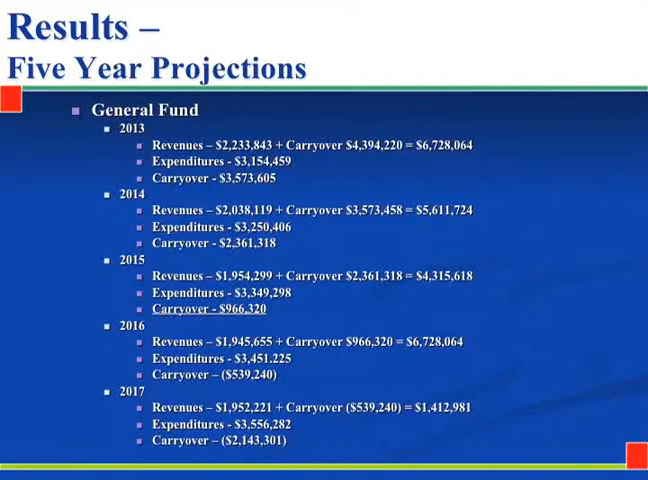 Results –
Five Year Projections
General Fund
2013
Revenues – $2,233,843 + Carryover $4,394,220 = $6,728,064
Expenditures - $3,154,459
Carryover - $3,573,605
2014
Revenues – $2,038,119 + Carryover $3,573,458 = $5,611,724
Expenditures - $3,250,406
Carryover - $2,361,318
2015
Revenues – $1,954,299 + Carryover $2,361,318 = $4,315,618
Expenditures - $3,349,298
Carryover - $966,320
2016
Revenues – $1,945,655 + Carryover $966,320 = $6,728,064
Expenditures - $3,451.225
Carryover – ($539,240)
2017
Revenues – $1,952,221 + Carryover ($539,240) = $1,412,981
Expenditures - $3,556,282
Carryover – ($2,143,301)